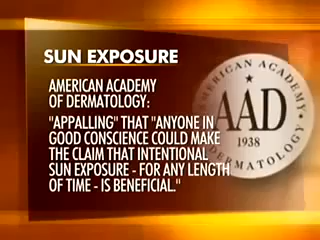 SUN EXPOSURE
AMERICAN ACADEMY
OF DERMATOLOGY:
"APPALLING" THAT "ANYONE IN
GOOD CONSCIENCE COULD MAKE
THE CLAIM THAT INTENTIONAL
SUN EXPOSURE - FOR ANY LENGTH
OF TIME - IS BENEFICIAL."
AMERICAN ACADEMY
AAD
1938
DERMATOLOGY